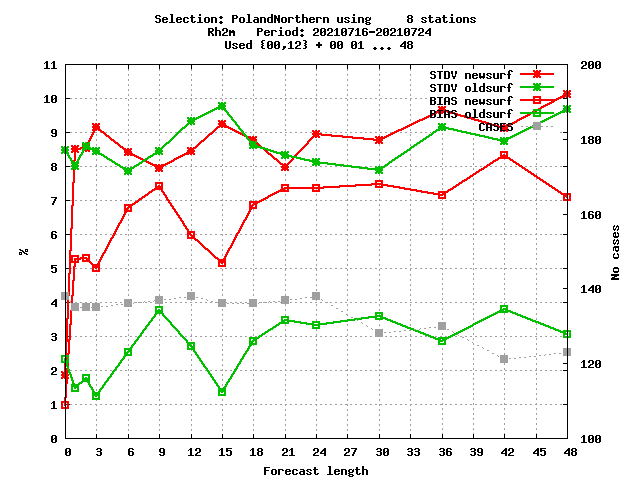 Selection: PolandNorthern using     8 stations
Rh2m   Period: 20210716-20210724
Used {00,12} + 00 01 ... 48
STDV newsurf
STDV oldsurf
BIAS newsurf
BIAS oldsurf
CASES
11
10
9
8
7
6
5
4
3
2
1
0
%
200
180
160
140
120
100
No cases
0 3 6 9 12 15 18 21 24 27 30 33 36 39 42 45 48
Forecast length